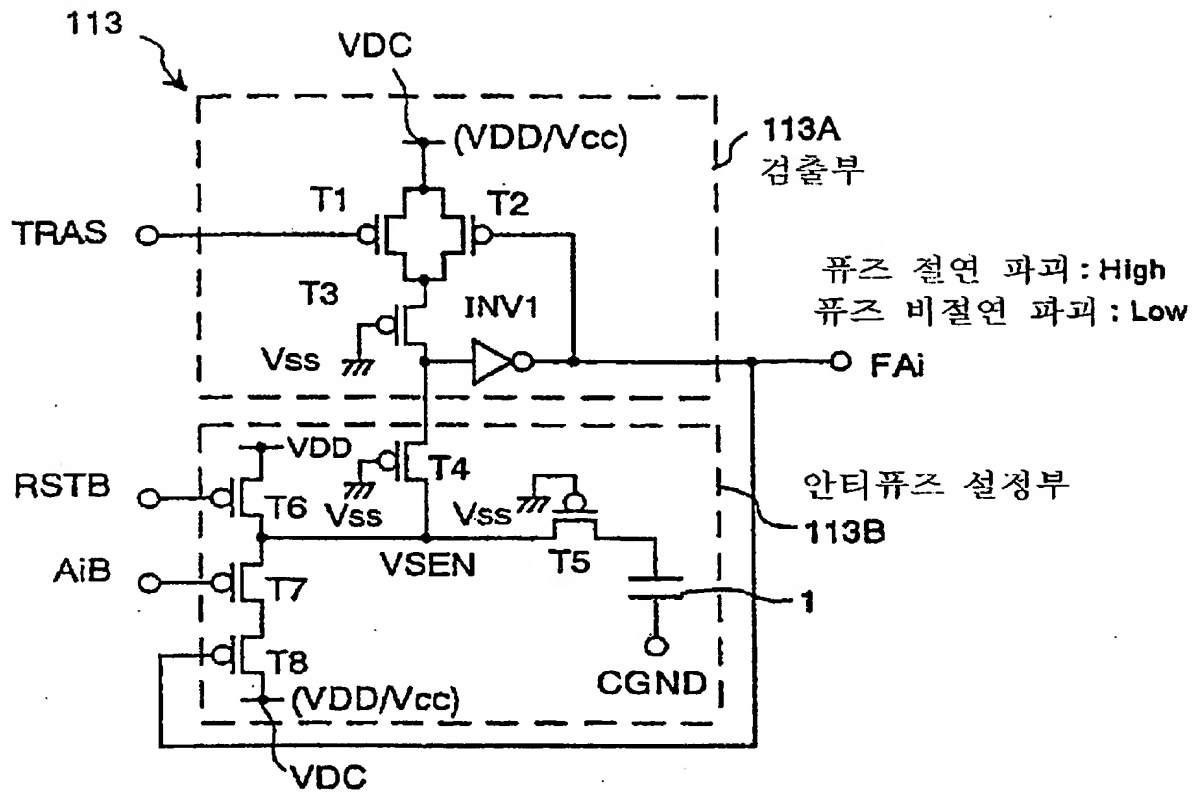 113
VDC
(VDD/Vcc)
113A
검출부
T1
T2
TRAS
퓨즈 절연 파괴 : High
퓨즈 비절연 파괴 : Low
T3
INV1
Vss
FAi
VDD
T4
RSTB
T6
Vss
Vss
안티퓨즈 설정부
113B
VSEN
T5
AiB
T7
1
T8
CGND
(VDD/Vcc)
VDC